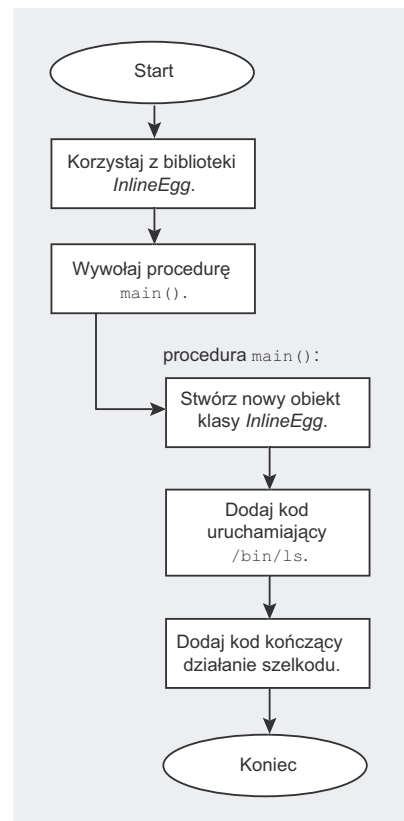 Start
Korzystaj z biblioteki
InlineEgg.
Wywołaj procedurę
main().
procedura main():
Stwórz nowy obiekt
klasy InlineEgg.
Dodaj kod
uruchamiający
/bin/ls.
Dodaj kod kończący
działanie szelkodu.
Koniec